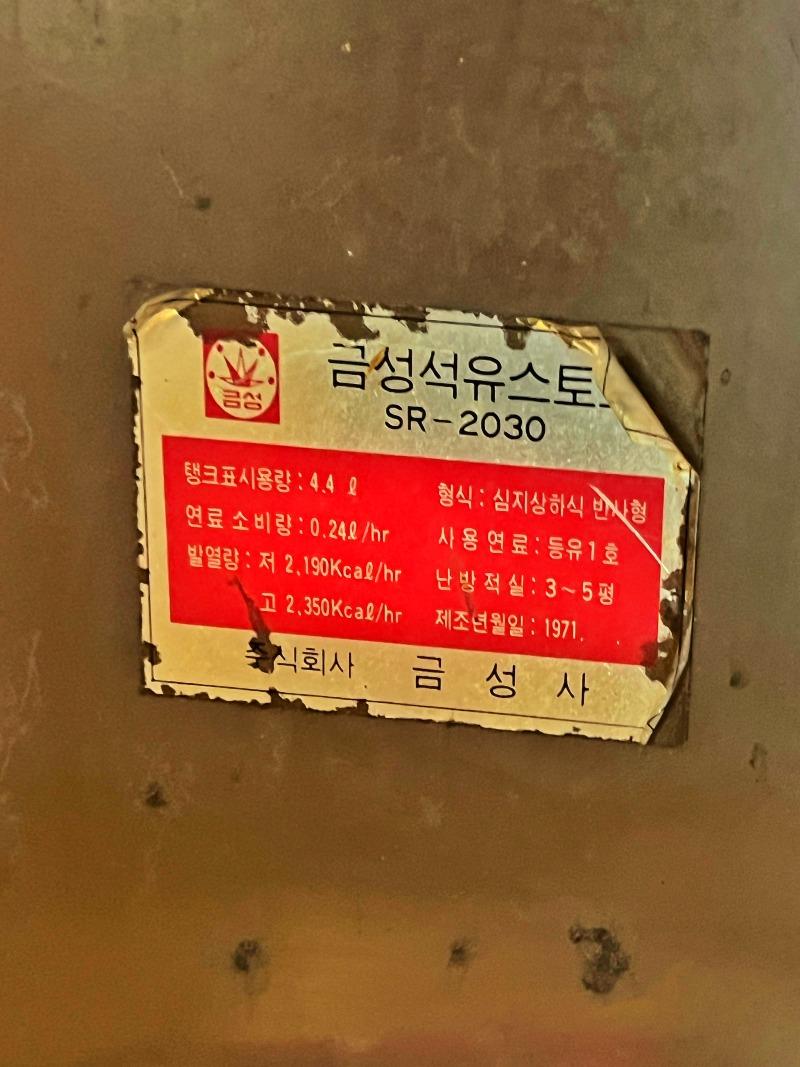 금성
금성석유스토
SR-2030
탱크표시용량 : 4.4 ℓ
연료 소비량 : 0.24ℓ/hr
발열량 : 저 2,190Kcaℓ/hr
고 2,350Kcaℓ/hr
형식 : 심지상하식 반사형
사용연료 : 등유1호
난방적실 : 3~5평
제조년월일 : 1971. .
주식회사 금성사